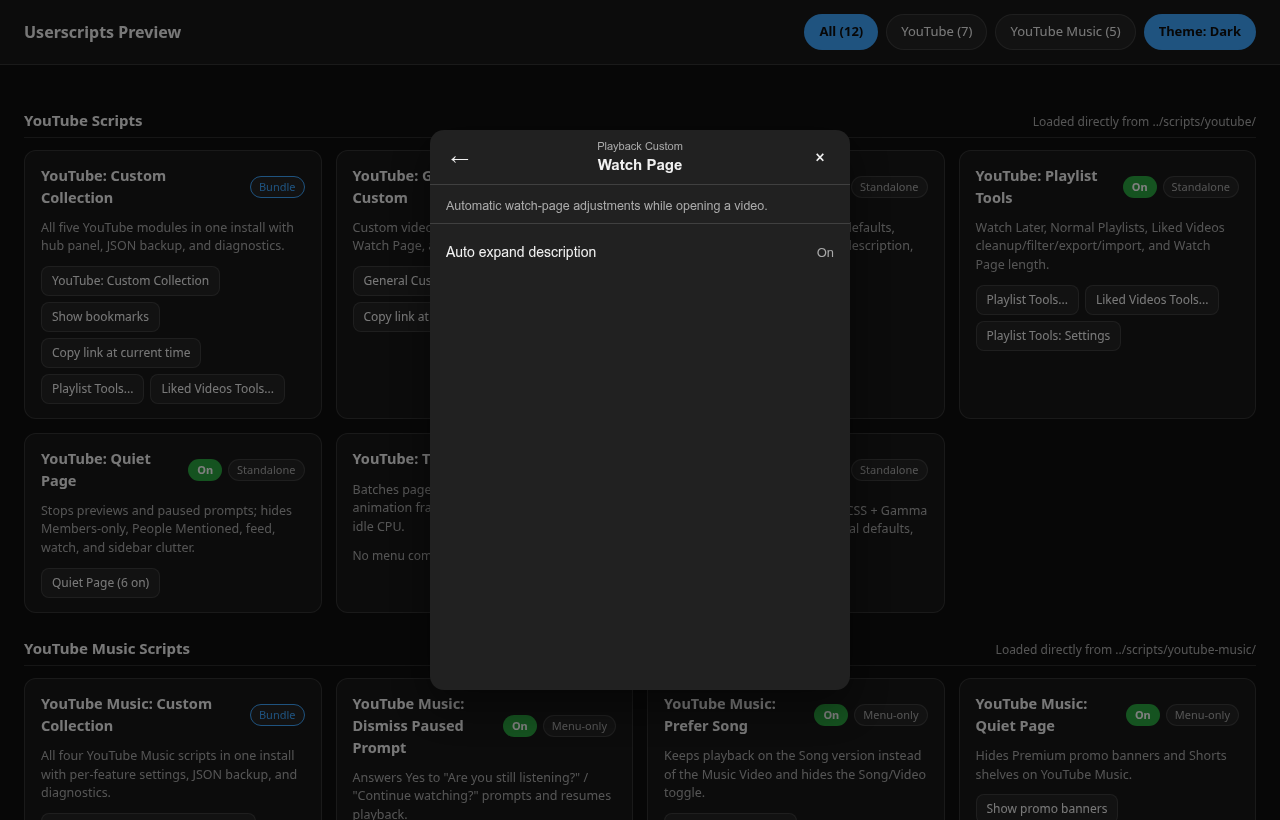 Userscripts Preview
All (12)
YouTube (7)
YouTube Music (5)
Theme: Dark
YouTube Scripts
Loaded directly from ../scripts/youtube/
YouTube: Custom
Collection
Bundle
All five YouTube modules in one install with
hub panel, JSON backup, and diagnostics.
YouTube: Custom Collection
Show bookmarks
Copy link at current time
Playlist Tools...
Liked Videos Tools...
YouTube: G
Custom
Custom video
Watch Page,
General Cus
Copy link at
Standalone
efaults,
escription,
YouTube: Playlist
Tools
On
Standalone
Watch Later, Normal Playlists, Liked Videos
cleanup/filter/export/import, and Watch
Page length.
Playlist Tools...
Liked Videos Tools...
Playlist Tools: Settings
←
Playback Custom
Watch Page
×
Automatic watch-page adjustments while opening a video.
Auto expand description
On
YouTube: Quiet
Page
On
Standalone
Stops previews and paused prompts; hides
Members-only, People Mentioned, feed,
watch, and sidebar clutter.
Quiet Page (6 on)
YouTube: T
Batches page
animation fra
idle CPU.
No menu com
Standalone
CSS + Gamma
al defaults,
YouTube Music Scripts
Loaded directly from ../scripts/youtube-music/
YouTube Music: Custom
Collection
Bundle
All four YouTube Music scripts in one install
with per-feature settings, JSON backup, and
diagnostics.
YouTube Music:
Dismiss Paused
Prompt
On
Menu-only
Answers Yes to "Are you still listening?" /
"Continue watching?" prompts and resumes
playback.
YouTube Music:
Prefer Song
On
Menu-only
Keeps playback on the Song version instead
of the Music Video and hides the Song/Video
toggle.
YouTube Music:
Quiet Page
On
Menu-only
Hides Premium promo banners and Shorts
shelves on YouTube Music.
Show promo banners